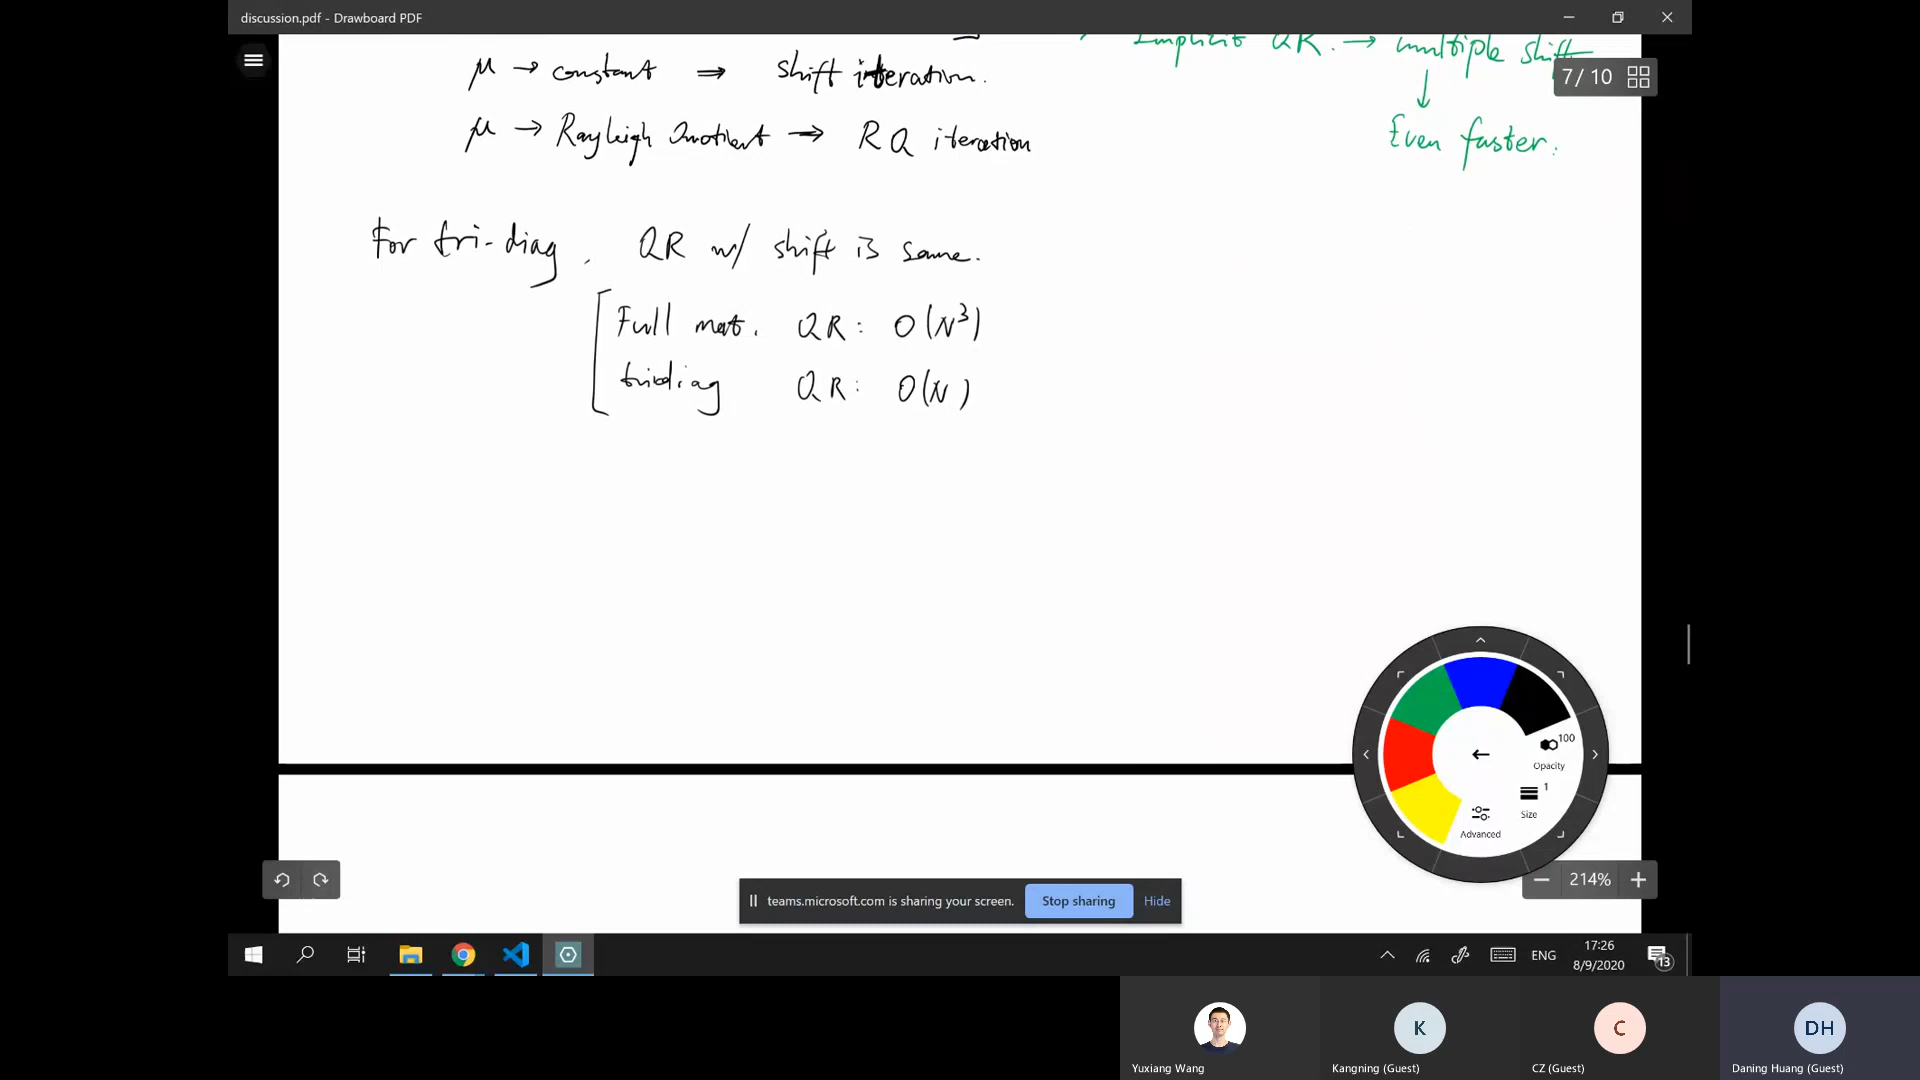 discussion.pdf - Drawboard PDF
Implicit QR. → multiple shift
7 / 10
μ → constant ⇒ shift iteration.
↓
μ → Rayleigh Quotient → RQ iteration
Even faster.
For tri-diag, QR w/ shift is same.
Full mat. QR: O(N³)
tridiag QR: O(N)
100
Opacity
1
Size
Advanced
214%
teams.microsoft.com is sharing your screen. Stop sharing Hide
ENG
17:26
8/9/2020
13
K
C
DH
Yuxiang Wang
Kangning (Guest)
CZ (Guest)
Daning Huang (Guest)